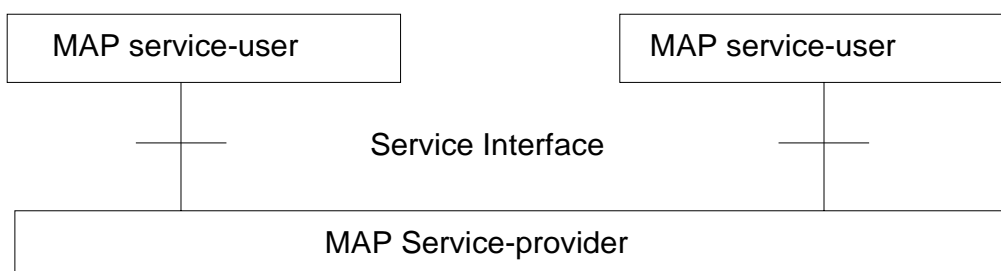 MAP service-user
MAP service-user
Service Interface
MAP Service-provider